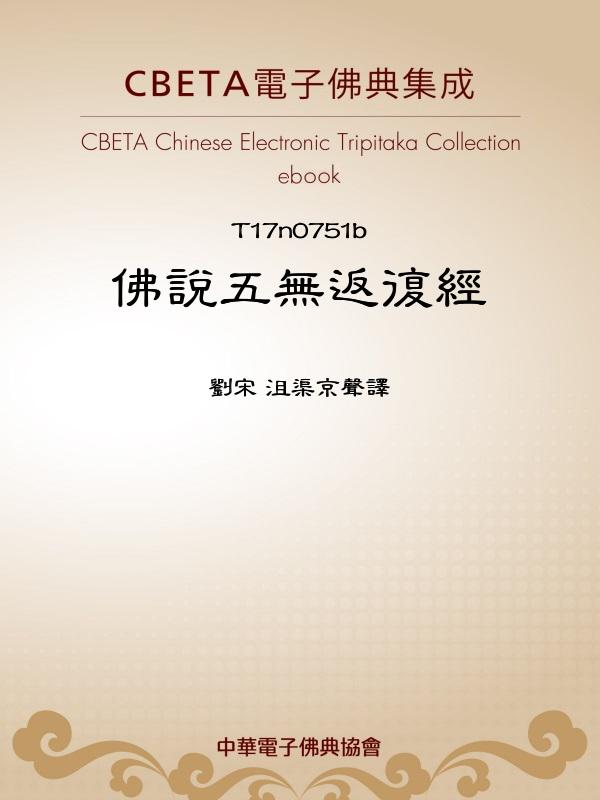 CBETA電子佛典集成
CBETA Chinese Electronic Tripitaka Collection
ebook
T17n0751b
佛說五無返復經
劉宋 沮渠京聲譯
中華電子佛典協會